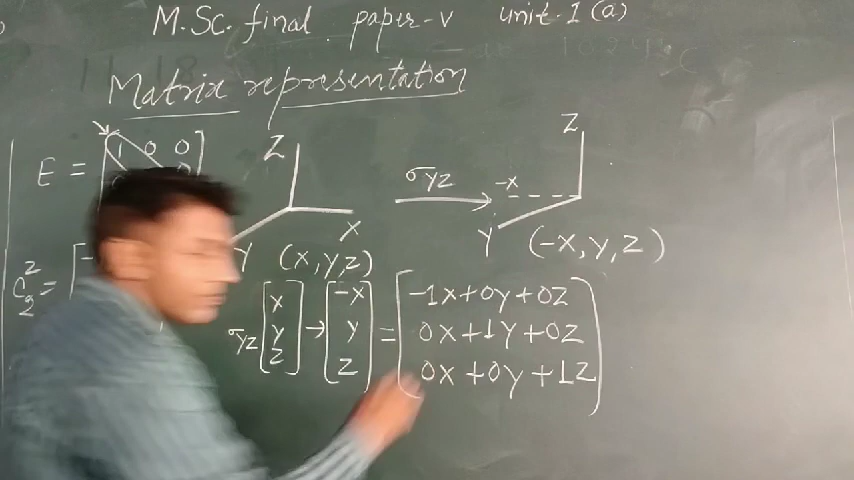 M.Sc. final paper-V unit-I (a)
Matrix representation
E = [1 0 0
Z
X
Y (X, Y, Z)
σyz
-X
Z
Y (-X, Y, Z)
C₂² = [-
σyz [X Y Z] → [-X Y Z] = [-1X+0Y+0Z
0X+1Y+0Z
0X+0Y+1Z]